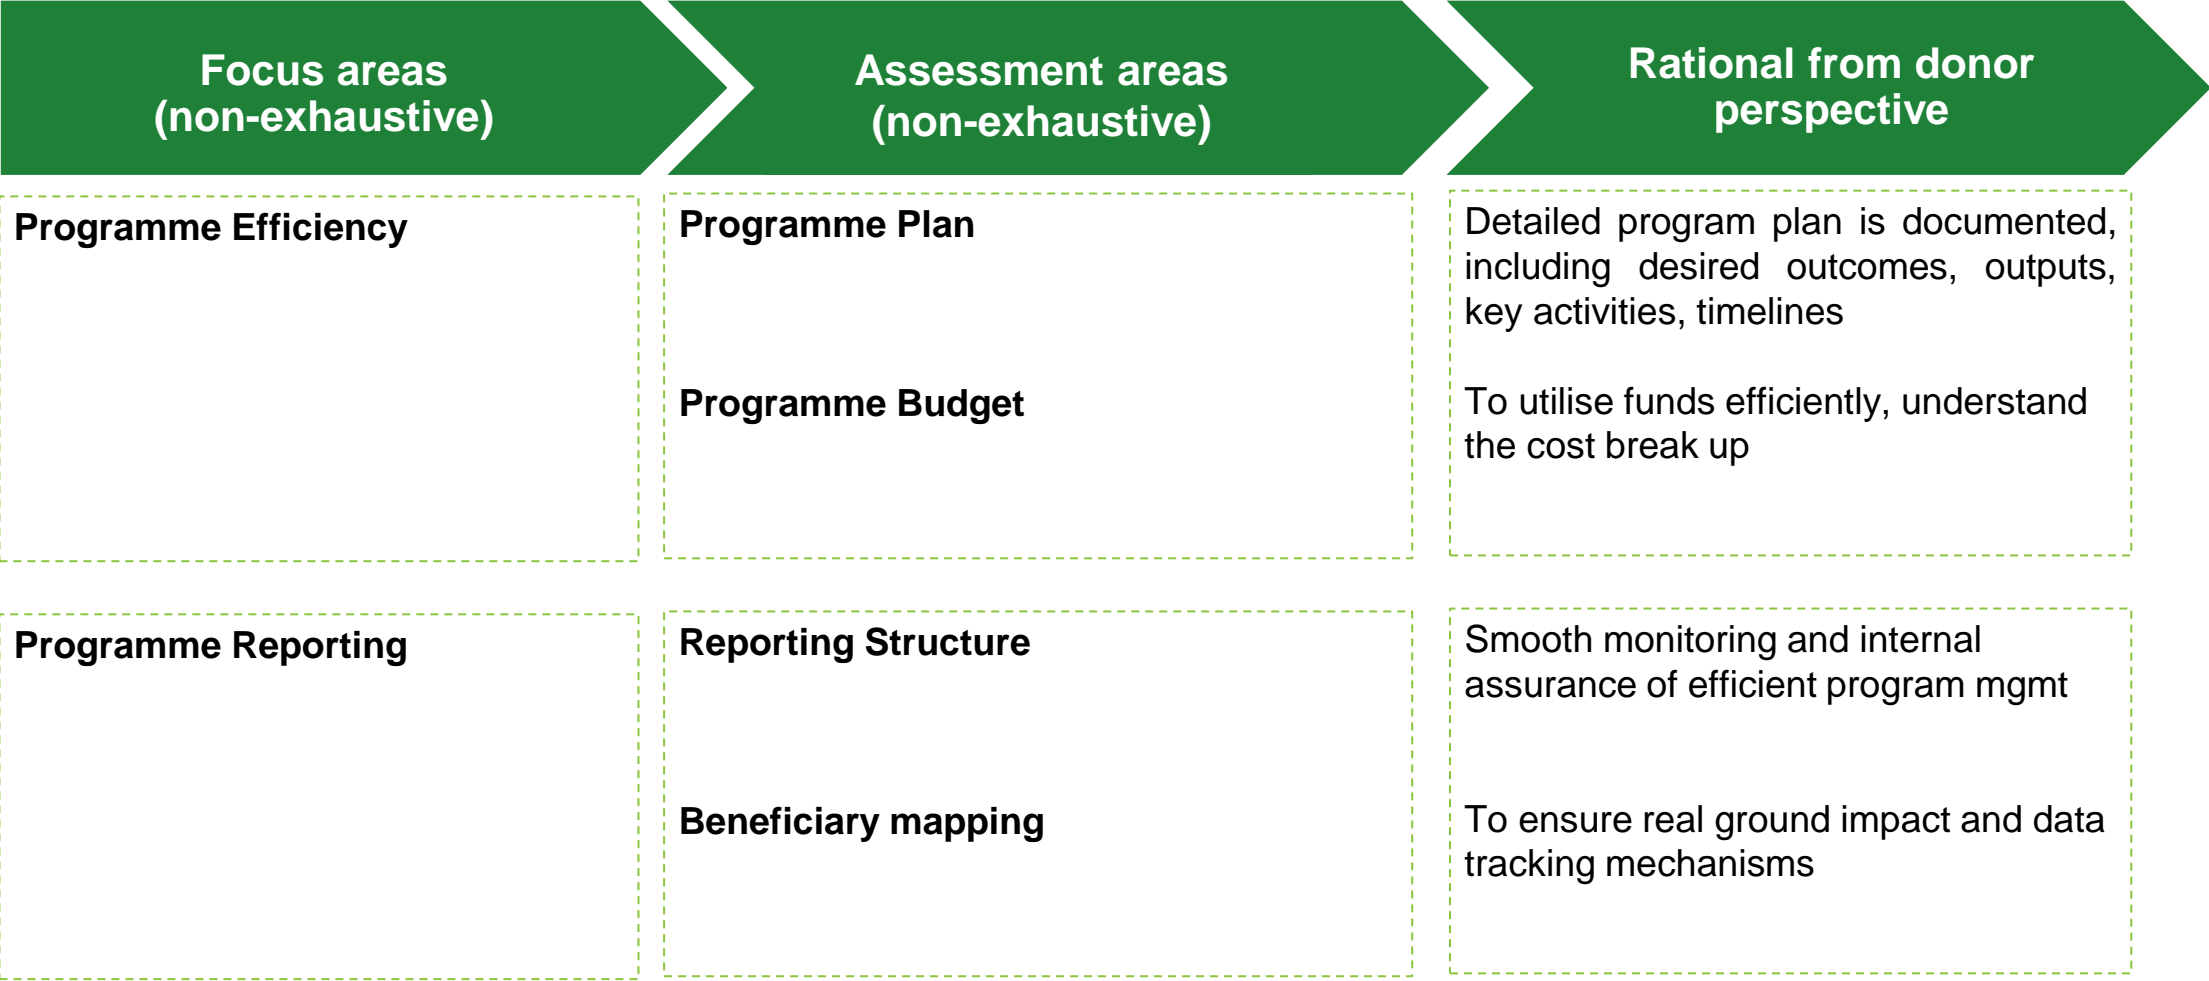 Focus areas
(non-exhaustive)
Assessment areas
(non-exhaustive)
Rational from donor
perspective
Programme Efficiency
Programme Plan
Detailed program plan is documented,
including desired outcomes, outputs,
key activities, timelines
Programme Budget
To utilise funds efficiently, understand
the cost break up
Programme Reporting
Reporting Structure
Smooth monitoring and internal
assurance of efficient program mgmt
Beneficiary mapping
To ensure real ground impact and data
tracking mechanisms